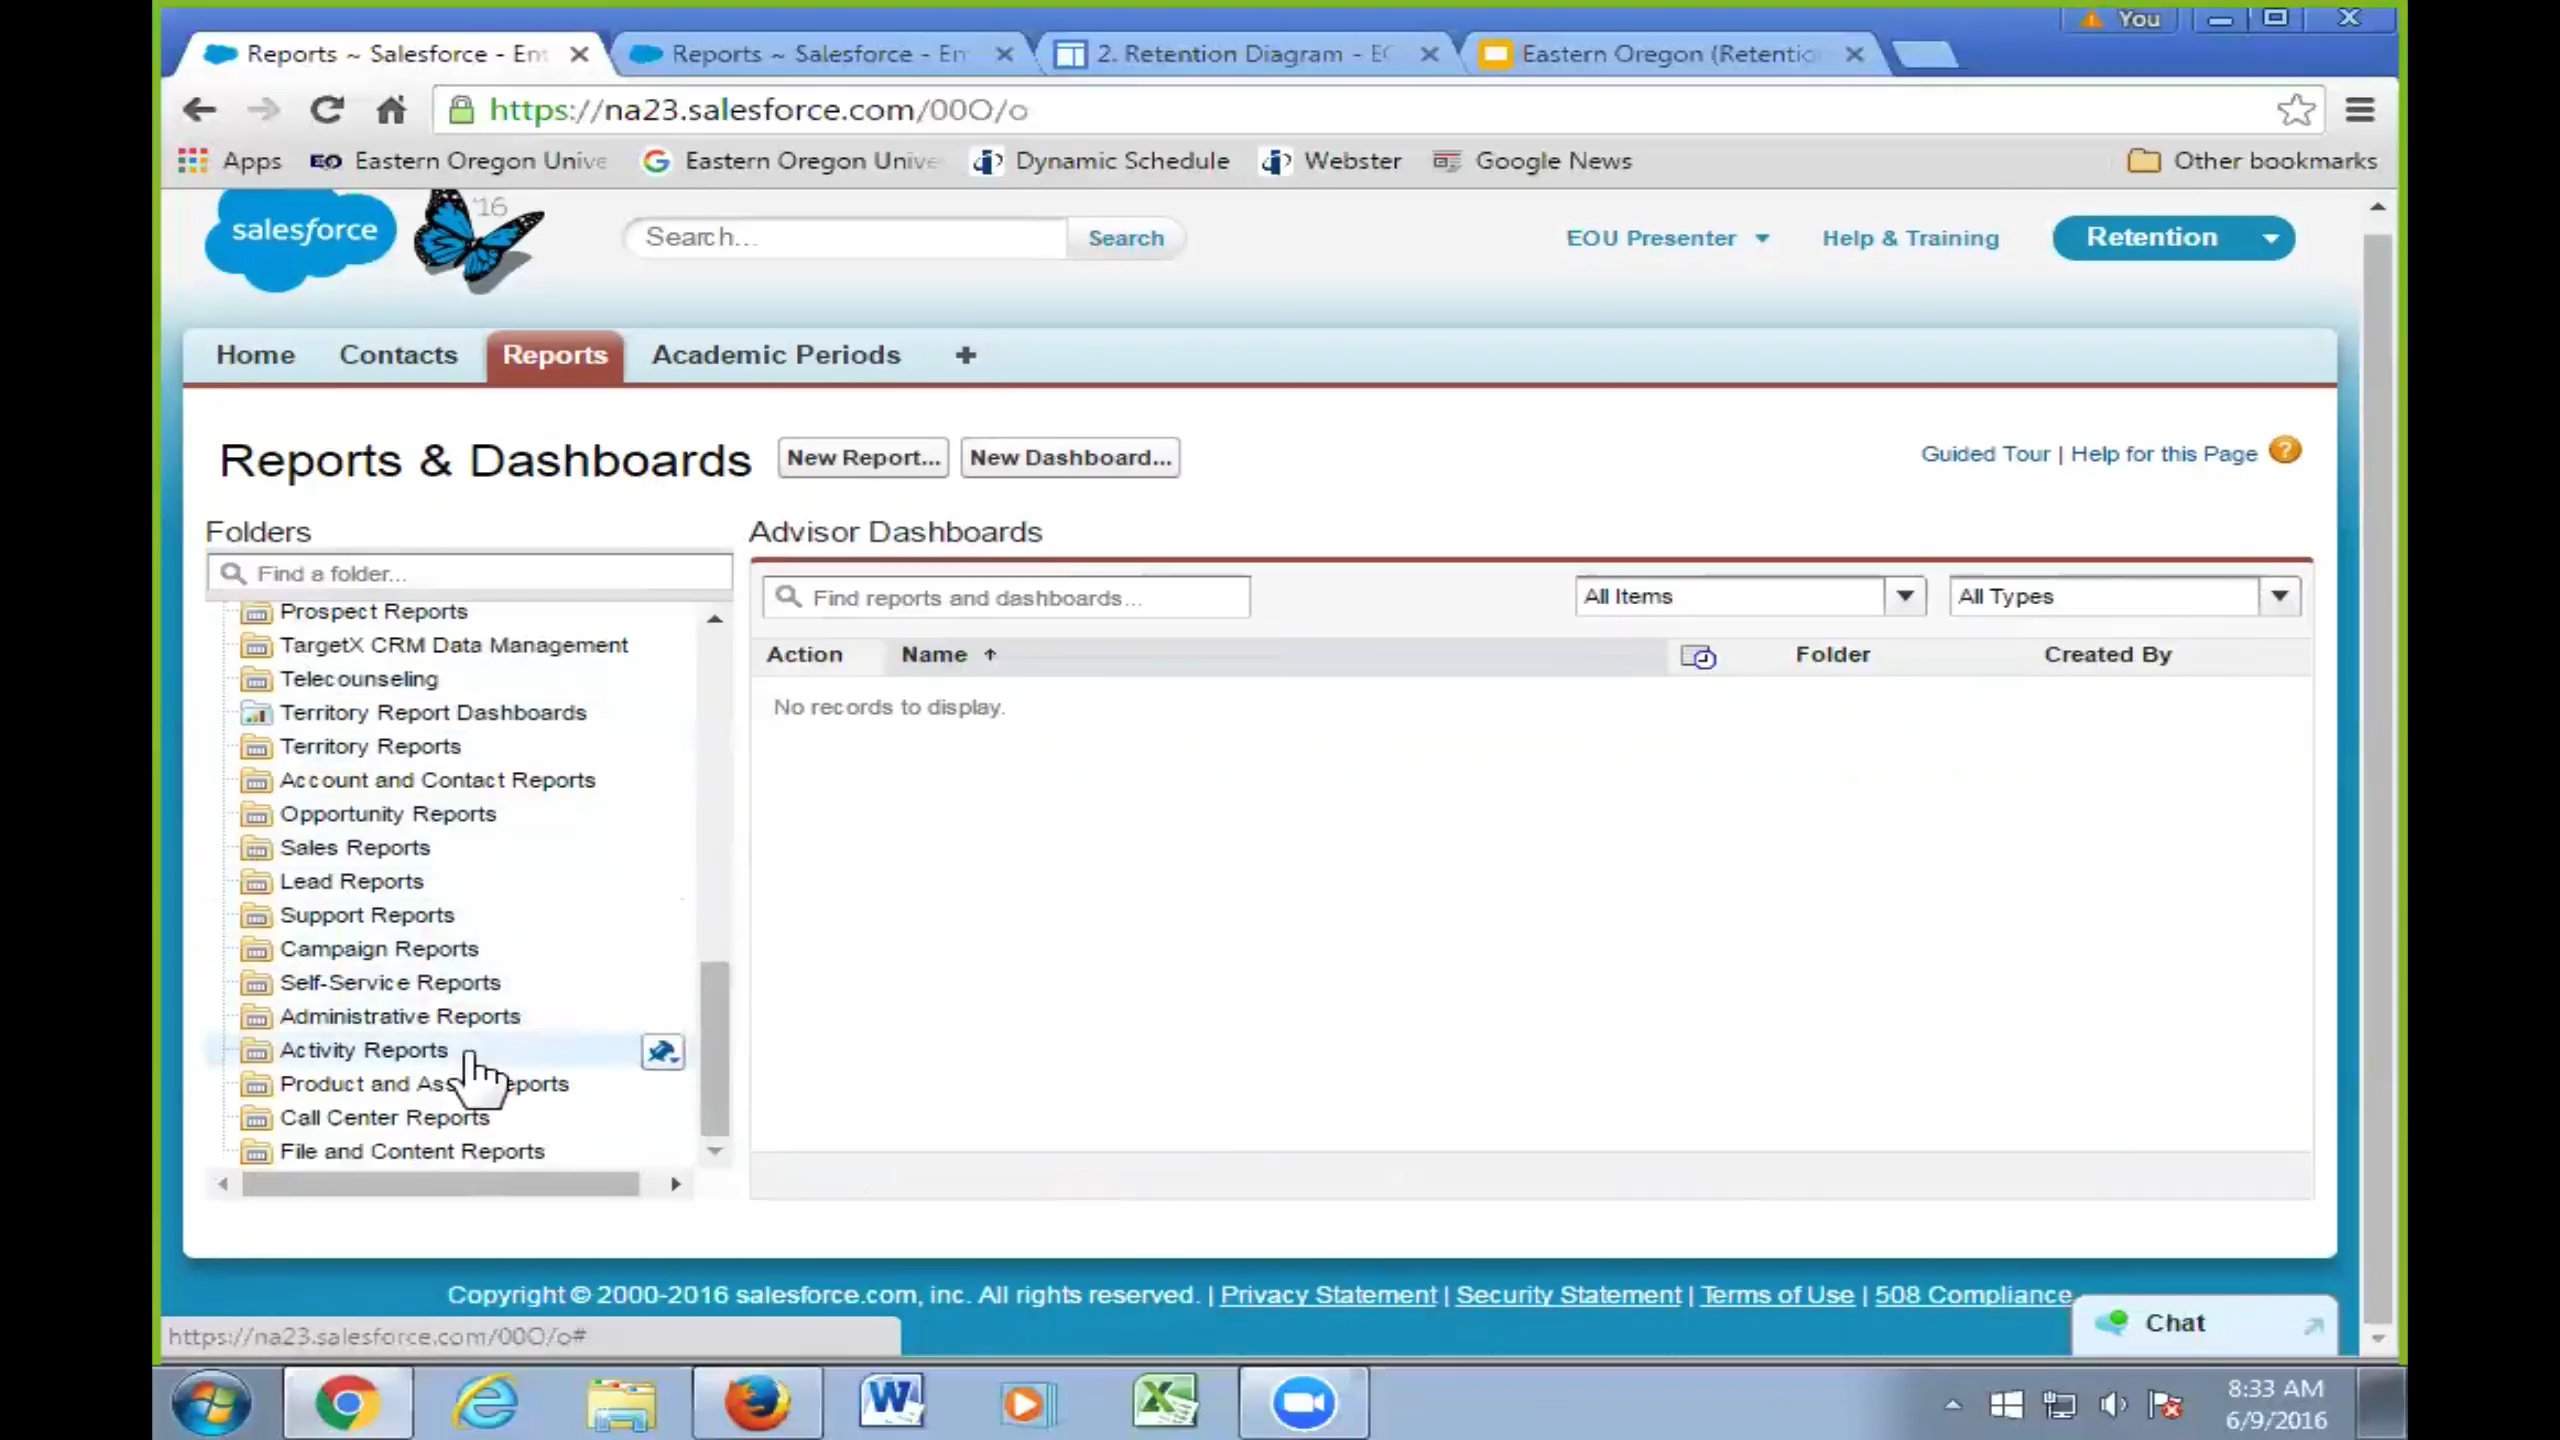 You
Reports ~ Salesforce - En
Reports ~ Salesforce - En
2. Retention Diagram - EO
Eastern Oregon (Retentio
https://na23.salesforce.com/00O/o
Apps
EO
Eastern Oregon Unive
Eastern Oregon Unive
Dynamic Schedule
Webster
Google News
Other bookmarks
salesforce
'16
Search...
Search
EOU Presenter
Help & Training
Retention
Home
Contacts
Reports
Academic Periods
Reports & Dashboards
New Report...
New Dashboard...
Guided Tour | Help for this Page
Folders
Find a folder...
Prospect Reports
TargetX CRM Data Management
Telecounseling
Territory Report Dashboards
Territory Reports
Account and Contact Reports
Opportunity Reports
Sales Reports
Lead Reports
Support Reports
Campaign Reports
Self-Service Reports
Administrative Reports
Activity Reports
Product and Ass eports
Call Center Reports
File and Content Reports
Advisor Dashboards
Find reports and dashboards...
All Items
All Types
Action
Name
Folder
Created By
No records to display.
Copyright © 2000-2016 salesforce.com, inc. All rights reserved. | Privacy Statement | Security Statement | Terms of Use | 508 Compliance
Chat
https://na23.salesforce.com/00O/o#
8:33 AM
6/9/2016